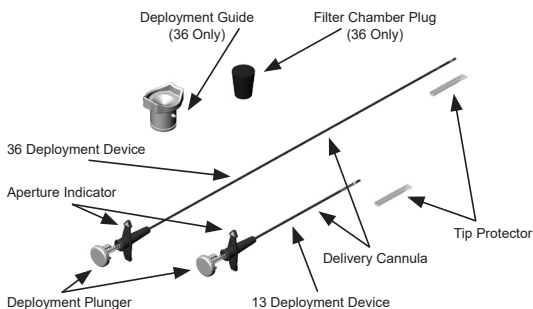 Deployment Guide
(36 Only)
Filter Chamber Plug
(36 Only)
36 Deployment Device
Aperture Indicator
Tip Protector
Delivery Cannula
Deployment Plunger
13 Deployment Device